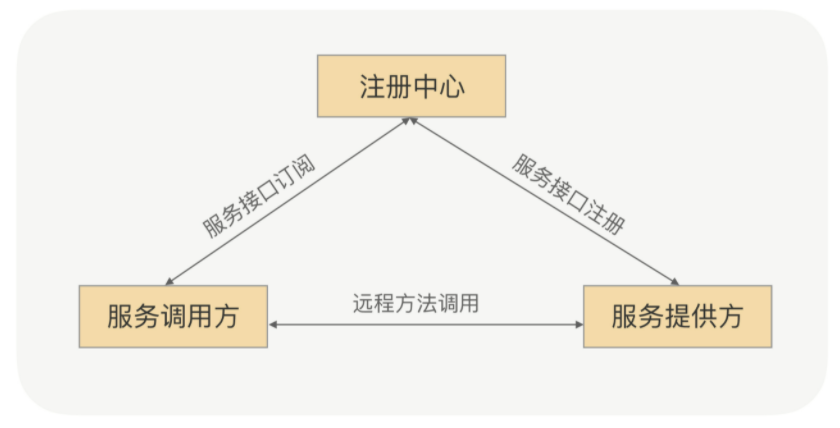 注册中心
服务接口订阅
服务接口注册
服务调用方
远程方法调用
服务提供方